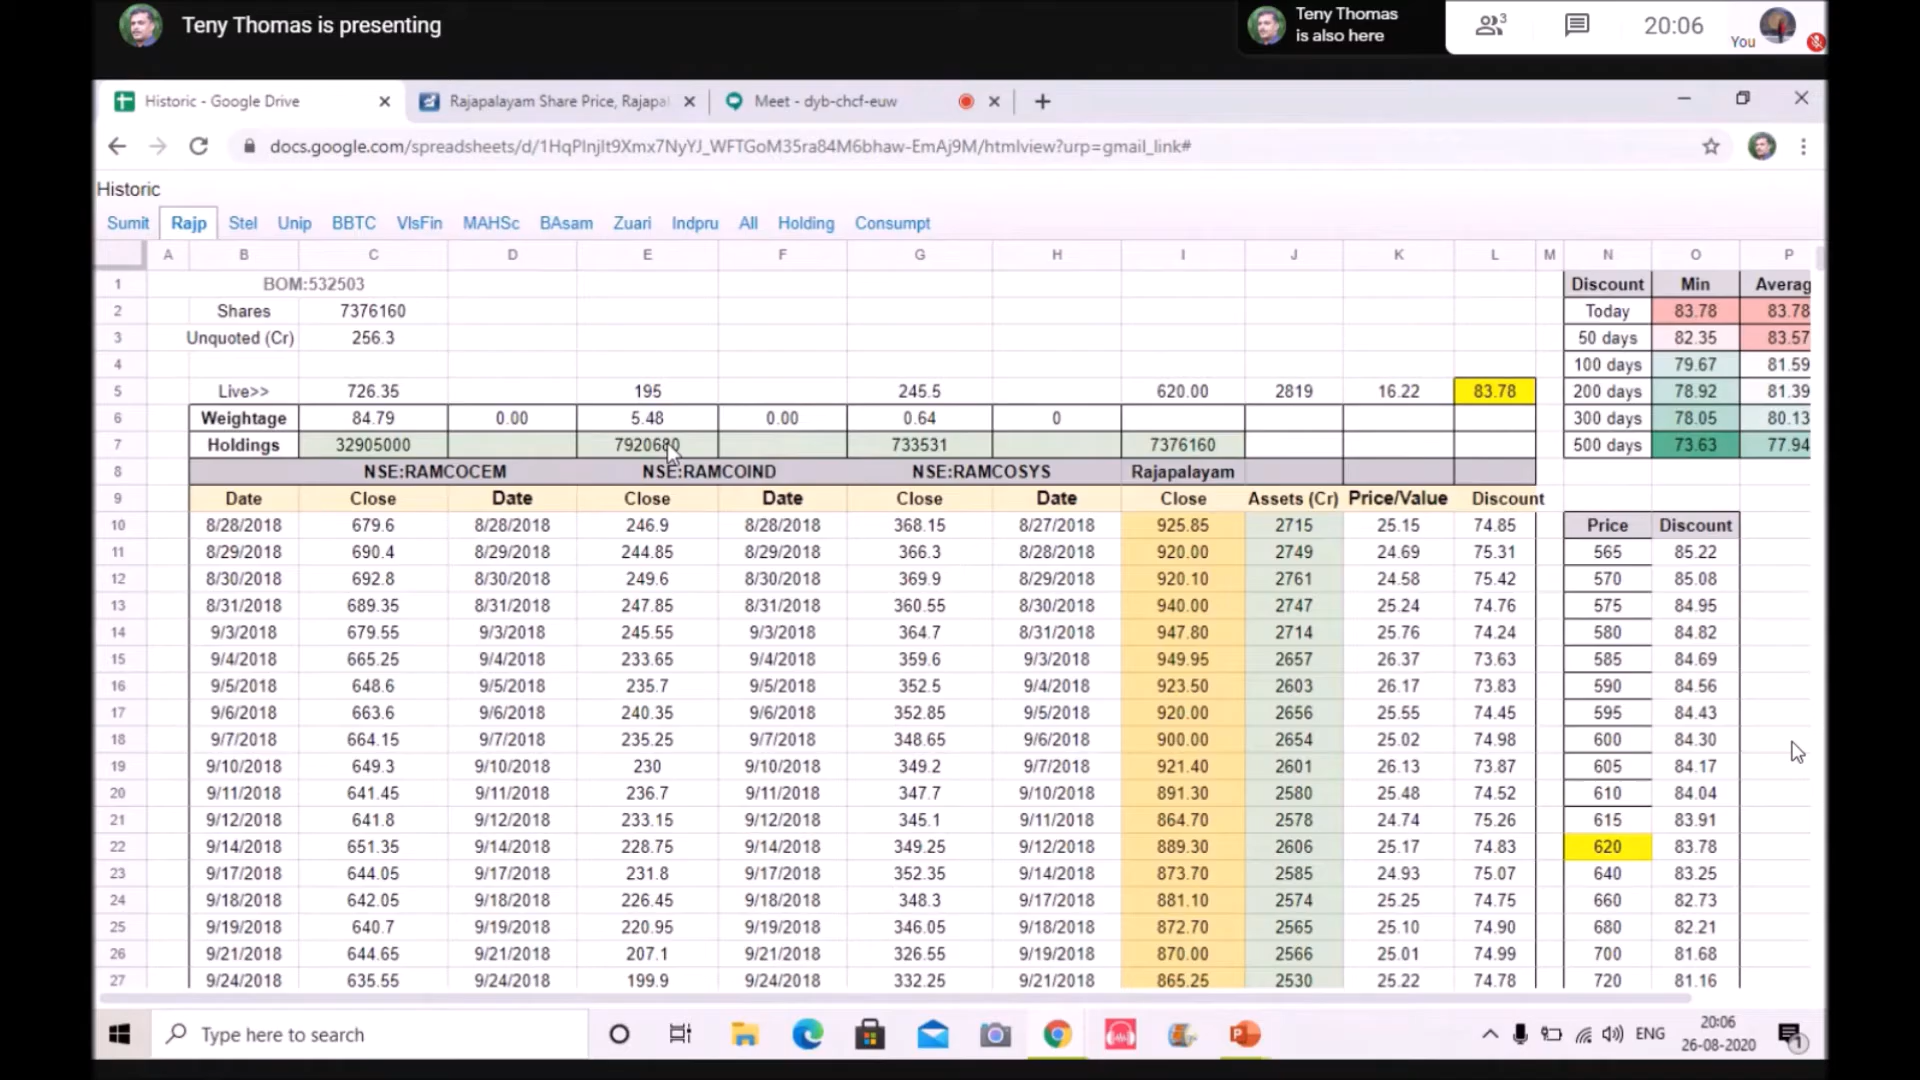 Teny Thomas is presenting
Teny Thomas
is also here
3
20:06
You
Historic - Google Drive
Rajapalayam Share Price, Rajapal
Meet - dyb-chcf-euw
Historic
Sumit Rajp Stel Unip BBTC VlsFin MAHSc BAsam Zuari Indpru All Holding Consumpt
A B C D E F G H I J K L M N O P
1 BOM:532503 Discount Min Averag
2 Shares 7376160 Today 83.78 83.78
3 Unquoted (Cr) 256.3 50 days 82.35 83.57
4 100 days 79.67 81.59
5 Live>> 726.35 195 245.5 620.00 2819 16.22 83.78 200 days 78.92 81.39
6 Weightage 84.79 0.00 5.48 0.00 0.64 0 300 days 78.05 80.13
7 Holdings 32905000 7920680 733531 7376160 500 days 73.63 77.94
8 NSE:RAMCOCEM NSE:RAMCOIND NSE:RAMCOSYS Rajapalayam
9 Date Close Date Close Date Close Date Close Assets (Cr) Price/Value Discount
10 8/28/2018 679.6 8/28/2018 246.9 8/28/2018 368.15 8/27/2018 925.85 2715 25.15 74.85 Price Discount
11 8/29/2018 690.4 8/29/2018 244.85 8/29/2018 366.3 8/28/2018 920.00 2749 24.69 75.31 565 85.22
12 8/30/2018 692.8 8/30/2018 249.6 8/30/2018 369.9 8/29/2018 920.10 2761 24.58 75.42 570 85.08
13 8/31/2018 689.35 8/31/2018 247.85 8/31/2018 360.55 8/30/2018 940.00 2747 25.24 74.76 575 84.95
14 9/3/2018 679.55 9/3/2018 245.55 9/3/2018 364.7 8/31/2018 947.80 2714 25.76 74.24 580 84.82
15 9/4/2018 665.25 9/4/2018 233.65 9/4/2018 359.6 9/3/2018 949.95 2657 26.37 73.63 585 84.69
16 9/5/2018 648.6 9/5/2018 235.7 9/5/2018 352.5 9/4/2018 923.50 2603 26.17 73.83 590 84.56
17 9/6/2018 663.6 9/6/2018 240.35 9/6/2018 352.85 9/5/2018 920.00 2656 25.55 74.45 595 84.43
18 9/7/2018 664.15 9/7/2018 235.25 9/7/2018 348.65 9/6/2018 900.00 2654 25.02 74.98 600 84.30
19 9/10/2018 649.3 9/10/2018 230 9/10/2018 349.2 9/7/2018 921.40 2601 26.13 73.87 605 84.17
20 9/11/2018 641.45 9/11/2018 236.7 9/11/2018 347.7 9/10/2018 891.30 2580 25.48 74.52 610 84.04
21 9/12/2018 641.8 9/12/2018 233.15 9/12/2018 345.1 9/11/2018 864.70 2578 24.74 75.26 615 83.91
22 9/14/2018 651.35 9/14/2018 228.75 9/14/2018 349.25 9/12/2018 889.30 2606 25.17 74.83 620 83.78
23 9/17/2018 644.05 9/17/2018 231.8 9/17/2018 352.35 9/14/2018 873.70 2585 24.93 75.07 640 83.25
24 9/18/2018 642.05 9/18/2018 226.45 9/18/2018 348.3 9/17/2018 881.10 2574 25.25 74.75 660 82.73
25 9/19/2018 640.7 9/19/2018 220.95 9/19/2018 346.05 9/18/2018 872.70 2565 25.10 74.90 680 82.21
26 9/21/2018 644.65 9/21/2018 207.1 9/21/2018 326.55 9/19/2018 870.00 2566 25.01 74.99 700 81.68
27 9/24/2018 635.55 9/24/2018 199.9 9/24/2018 332.25 9/21/2018 865.25 2530 25.22 74.78 720 81.16
Type here to search
ENG
20:06
26-08-2020
1